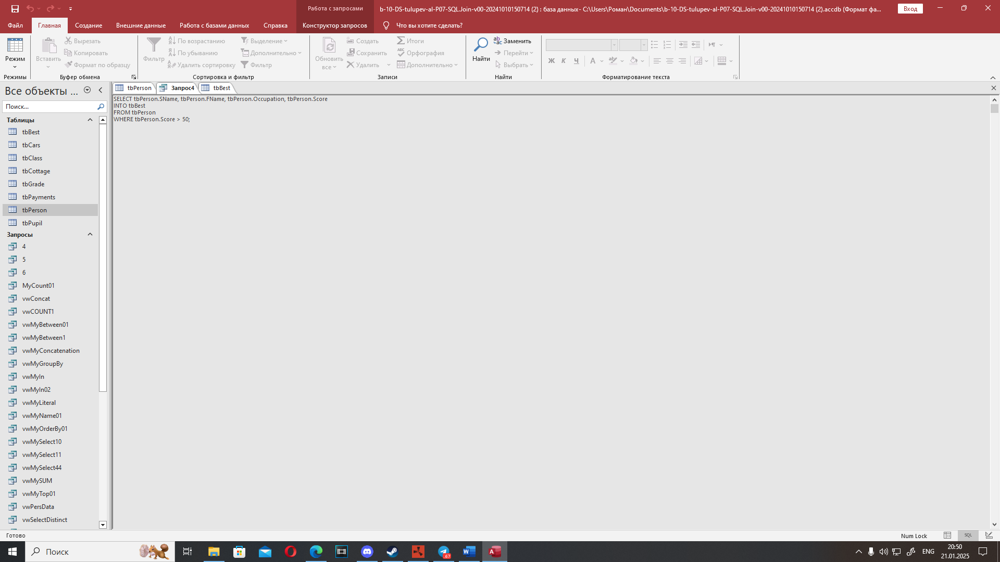 Работа с запросами
b-10-DS-tulupev-al-P07-SQL.Join-v00-20241010150714 (2) : база данных- C:\Users\Роман\Documents\b-10-DS-tulupev-al-P07-SQL.Join-v00-20241010150714 (2).accdb (Формат фа...
Вход
Файл Главная Создание Внешние данные Работа с базами данных Справка Конструктор запросов Что вы хотите сделать?
Режим
Режимы
Вставить
Вырезать
Копировать
Формат по образцу
Буфер обмена
Фильтр
По возрастанию
По убыванию
Удалить сортировку
Выделение
Дополнительно
Фильтр
Сортировка и фильтр
Обновить
все
Создать
Сохранить
Удалить
Итоги
Орфография
Дополнительно
Записи
Найти
Заменить
Перейти
Выбрать
Найти
Ж К Ч A
Форматирование текста
Все объекты ...
Поиск...
Таблицы
tbBest
tbCars
tbClass
tbCottage
tbGrade
tbPayments
tbPerson
tbPupil
Запросы
4
5
6
MyCount01
vwConcat
vwCOUNT1
vwMyBetween01
vwMyBetween1
vwMyConcatenation
vwMyGroupBy
vwMyIn
vwMyIn02
vwMyLiteral
vwMyName01
vwMyOrderBy01
vwMySelect10
vwMySelect11
vwMySelect44
vwMySUM
vwMyTop01
vwPersData
vwSelectDistinct
tbPerson Запрос4 tbBest
SELECT tbPerson.SName, tbPerson.FName, tbPerson.Occupation, tbPerson.Score
INTO tbBest
FROM tbPerson
WHERE tbPerson.Score > 50;
Готово
Num Lock
SQL
Поиск
67
ENG
20:50
21.01.2025